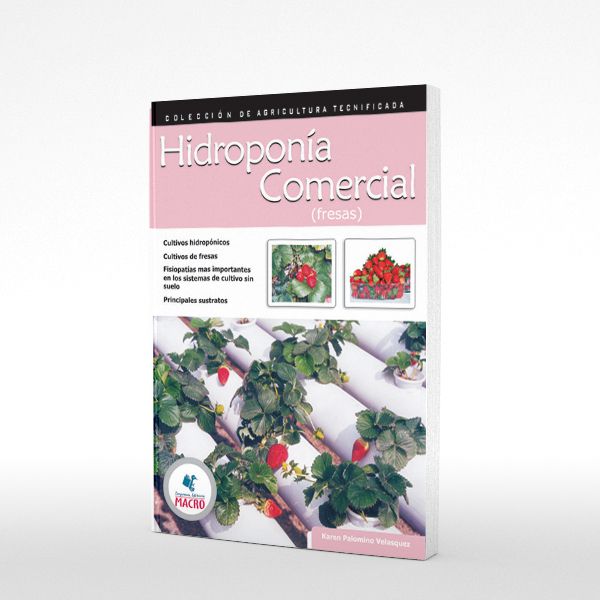 COLECCIÓN DE AGRICULTURA TECNIFICADA
Hidroponía
Comercial
(fresas)
Cultivos hidropónicos
Cultivos de fresas
Fisiopatías mas importantes
en los sistemas de cultivo sin
suelo
Principales sustratos
Empresa Editora
MACRO
Karen Palomino Velasquez